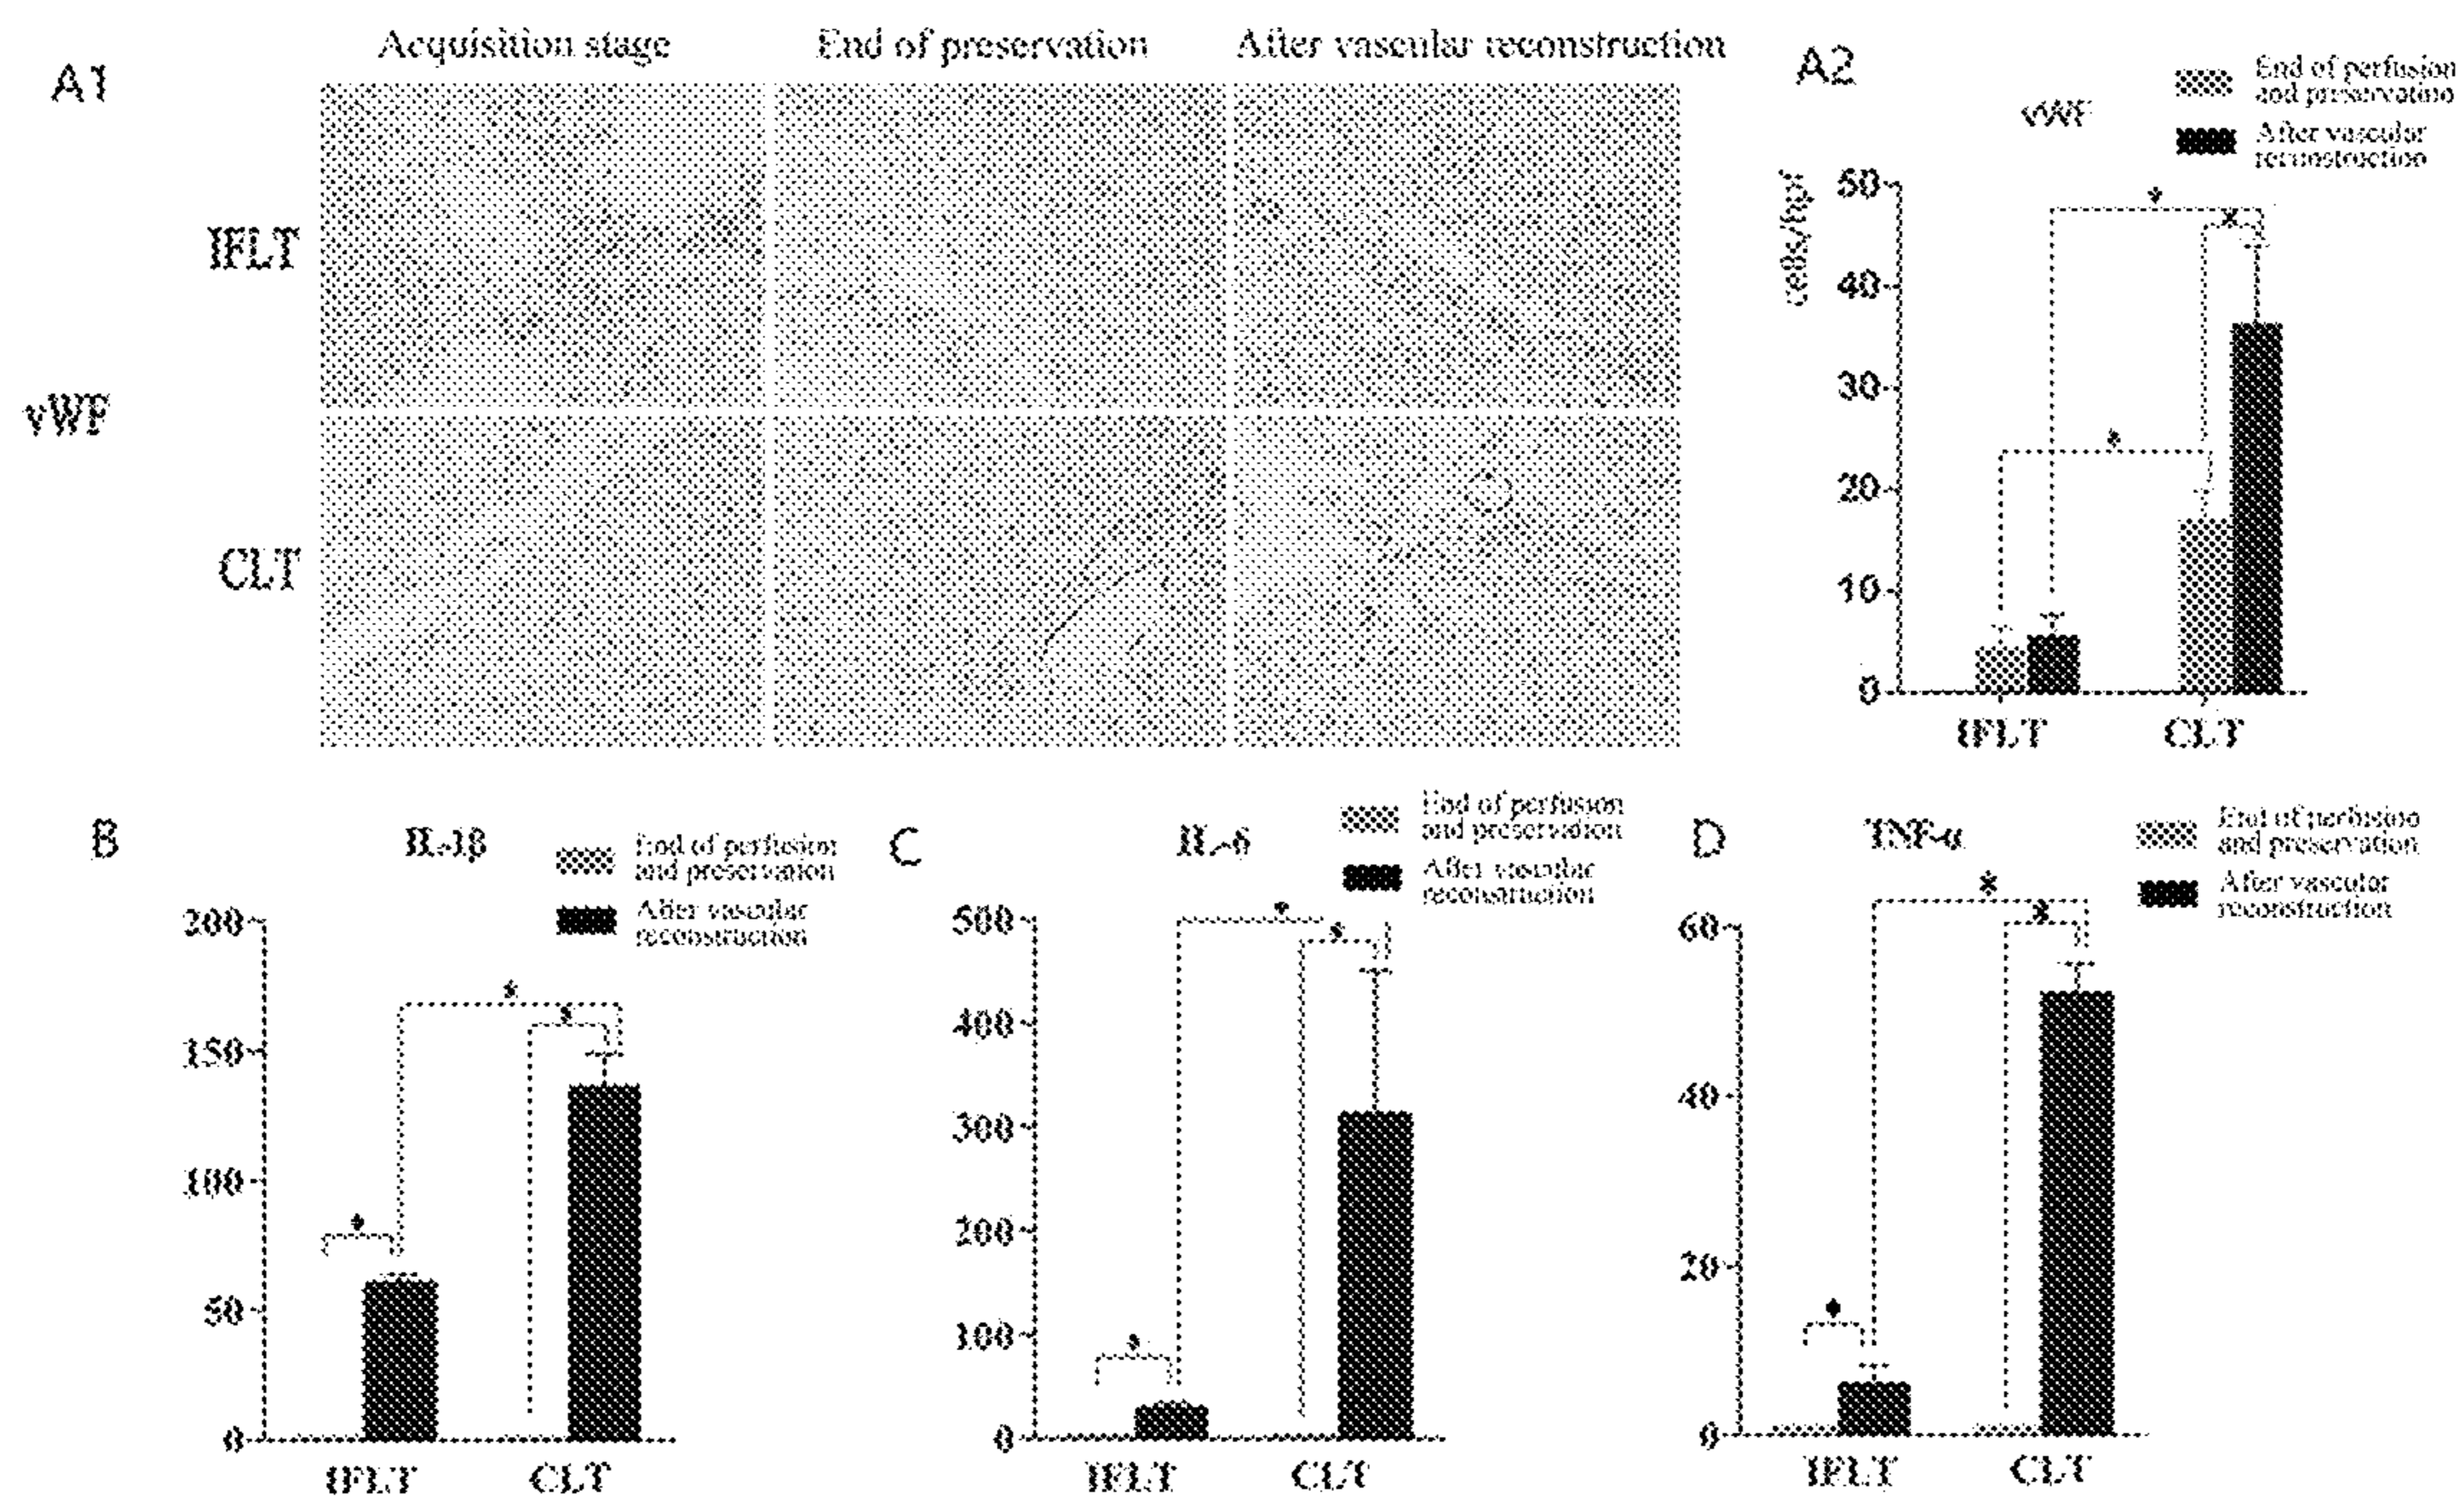 Acquisition stage
End of preservation
After vascular reconstruction
A1
IFLT
vWF
CLT
A2
vWF
End of perfusion
and preservation
After vascular
reconstruction
cells/hpf
50
40
30
20
10
0
IFLT
CLT
B
IL-1β
End of perfusion
and preservation
After vascular
reconstruction
200
150
100
50
0
IFLT
CLT
C
IL-6
End of perfusion
and preservation
After vascular
reconstruction
500
400
300
200
100
0
IFLT
CLT
D
TNF-α
End of perfusion
and preservation
After vascular
reconstruction
60
40
20
0
IFLT
CLT